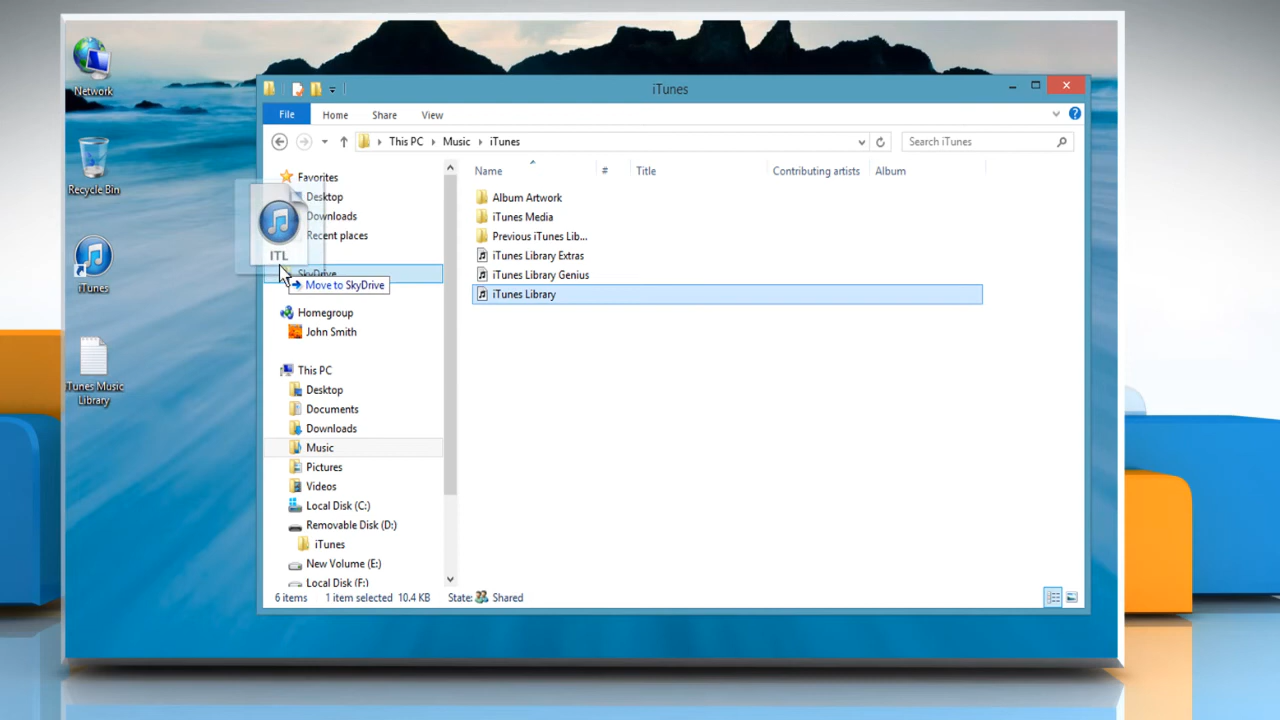 Network
Recycle Bin
iTunes
iTunes Music
Library
iTunes
File Home Share View
This PC Music iTunes
Search iTunes
Favorites
Desktop
Downloads
Recent places
ITL
SkyDrive
Move to SkyDrive
Homegroup
John Smith
This PC
Desktop
Documents
Downloads
Music
Pictures
Videos
Local Disk (C:)
Removable Disk (D:)
iTunes
New Volume (E:)
Local Disk (F:)
Name # Title Contributing artists Album
Album Artwork
iTunes Media
Previous iTunes Lib...
iTunes Library Extras
iTunes Library Genius
iTunes Library
6 items 1 item selected 10.4 KB State: Shared